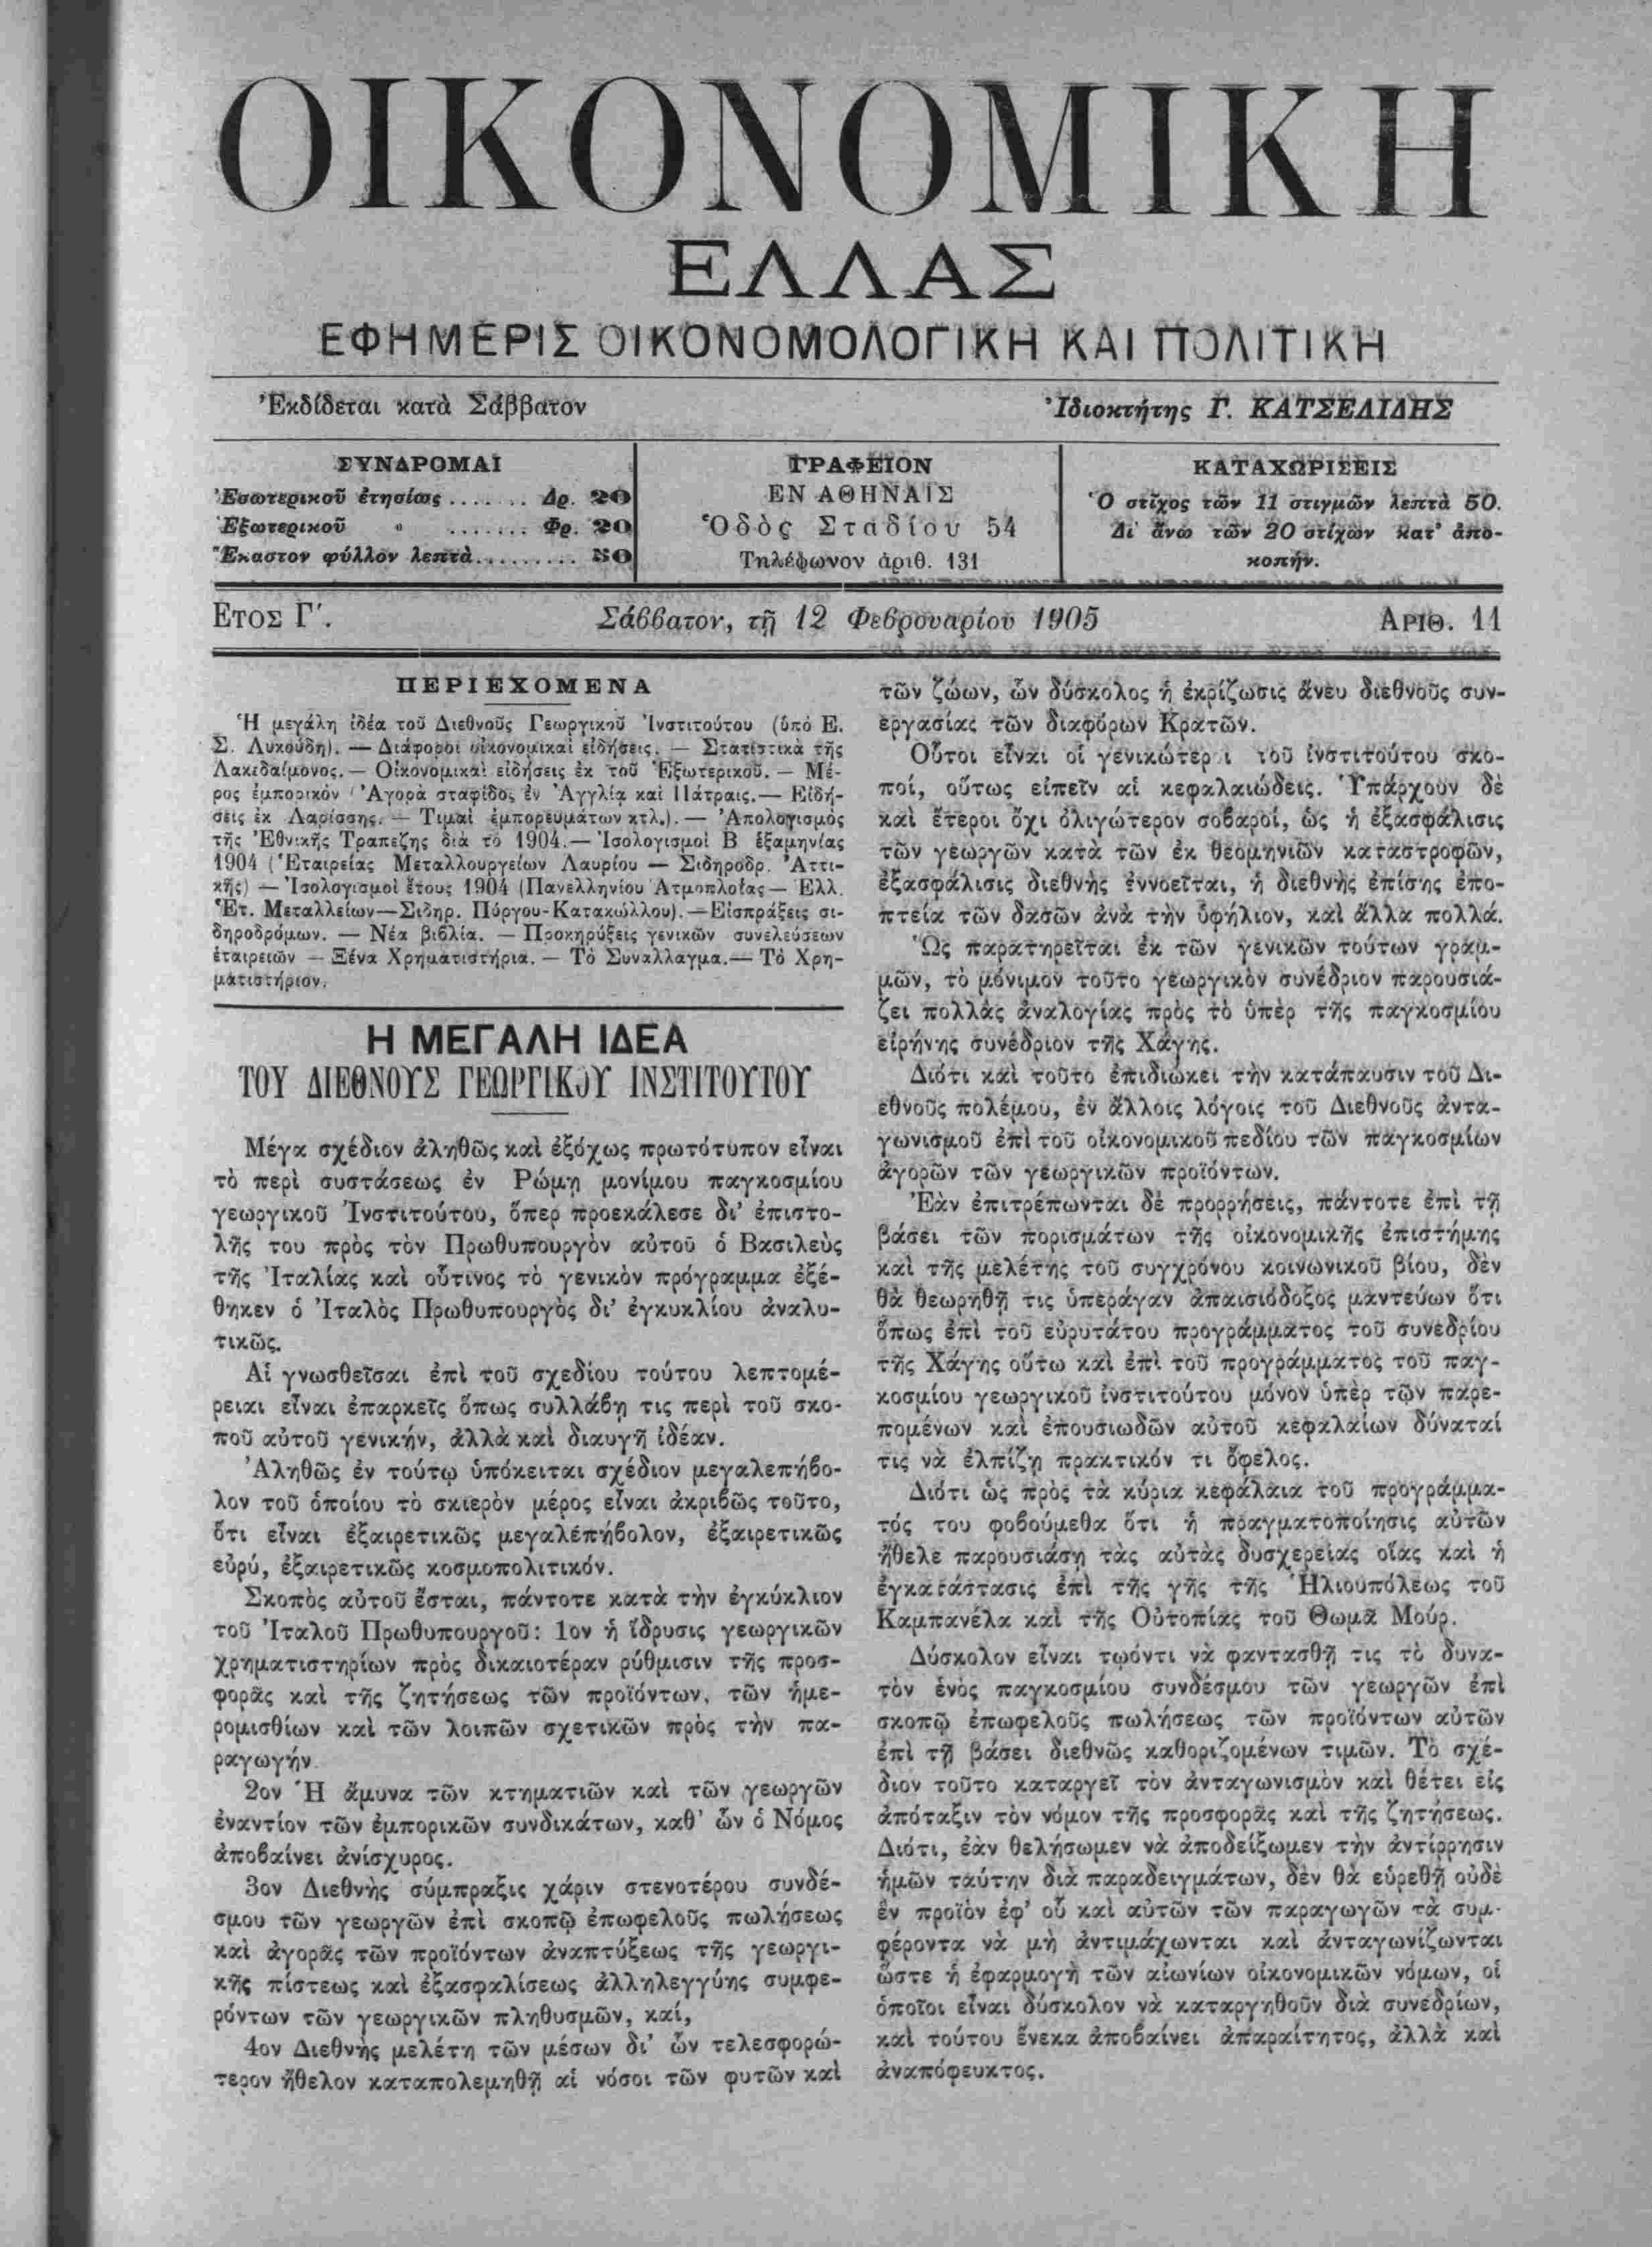 ΟΙΚΟΝΟΜΙΚΗ
ΕΛΛΑΣ
ΕΦΗΜΕΡΙΣ ΟΙΚΟΝΟΜΟΛΟΓΙΚΗ ΚΑΙ ΠΟΛΙΤΙΚΗ
Ἐκδίδεται κατὰ Σάββατον
Ἰδιοκτήτης Γ. ΚΑΤΣΕΛΙΔΗΣ
ΣΥΝΔΡΟΜΑΙ
Ἐσωτερικοῦ ἐτησίως ....... Δρ. 20
Ἐξωτερικοῦ « ....... Φρ. 20
Ἕκαστον φύλλον λεπτὰ.......... 50
ΓΡΑΦΕΙΟΝ
ΕΝ ΑΘΗΝΑΙΣ
Ὁδὸς Σταδίου 54
Τηλέφωνον ἀριθ. 131
ΚΑΤΑΧΩΡΙΣΕΙΣ
Ὁ στῖχος τῶν 11 στιγμῶν λεπτὰ 50.
Δι' ἄνω τῶν 20 στίχων κατ' ἀπο-
κοπήν.
ΕΤΟΣ Γ΄.
Σάββατον, τῇ 12 Φεβρουαρίου 1905
ΑΡΙΘ. 11
ΠΕΡΙΕΧΟΜΕΝΑ
Ἡ μεγάλη ἰδέα τοῦ Διεθνοῦς Γεωργικοῦ Ἰνστιτούτου (ὑπὸ Ε.
Σ. Λυκούδη). — Διάφοροι οἰκονομικαὶ εἰδήσεις. — Στατιστικὰ τῆς
Λακεδαίμονος. — Οἰκονομικαὶ εἰδήσεις ἐκ τοῦ Ἐξωτερικοῦ. — Μέ-
ρος ἐμπορικόν (Ἀγορὰ σταφίδος ἐν Ἀγγλίᾳ καὶ Πάτραις.— Εἰδή-
σεις ἐκ Λαρίσσης. — Τιμαὶ ἐμπορευμάτων κτλ.). — Ἀπολογισμὸς
τῆς Ἐθνικῆς Τραπέζης διὰ τὸ 1904.— Ἰσολογισμοὶ Β ἑξαμηνίας
1904 (Ἑταιρείας Μεταλλουργείων Λαυρίου — Σιδηροδρ. Ἀττι-
κῆς) — Ἰσολογισμοὶ ἔτους 1904 (Πανελληνίου Ἀτμοπλοΐας— Ἑλλ.
Ἑτ. Μεταλλείων—Σιδηρ. Πύργου-Κατακώλλου).—Εἰσπράξεις σι-
δηροδρόμων. — Νέα βιβλία. — Προκηρύξεις γενικῶν συνελεύσεων
ἑταιρειῶν — Ξένα Χρηματιστήρια. — Τὸ Συνάλλαγμα.— Τὸ Χρη-
ματιστήριον.
Η ΜΕΓΑΛΗ ΙΔΕΑ
ΤΟΥ ΔΙΕΘΝΟΥΣ ΓΕΩΡΓΙΚΟΥ ΙΝΣΤΙΤΟΥΤΟΥ
Μέγα σχέδιον ἀληθῶς καὶ ἐξόχως πρωτότυπον εἶναι
τὸ περὶ συστάσεως ἐν Ρώμῃ μονίμου παγκοσμίου
γεωργικοῦ Ἰνστιτούτου, ὅπερ προεκάλεσε δι' ἐπιστο-
λῆς του πρὸς τὸν Πρωθυπουργὸν αὐτοῦ ὁ Βασιλεὺς
τῆς Ἰταλίας καὶ οὗτινος τὸ γενικὸν πρόγραμμα ἐξέ-
θηκεν ὁ Ἰταλὸς Πρωθυπουργὸς δι' ἐγκυκλίου ἀναλυ-
τικῶς.
Αἱ γνωσθεῖσαι ἐπὶ τοῦ σχεδίου τούτου λεπτομέ-
ρειαι εἶναι ἐπαρκεῖς ὅπως συλλάβῃ τις περὶ τοῦ σκο-
ποῦ αὐτοῦ γενικήν, ἀλλὰ καὶ διαυγῆ ἰδέαν.
Ἀληθῶς ἐν τούτῳ ὑπόκειται σχέδιον μεγαλεπήβο-
λον τοῦ ὁποίου τὸ σκιερὸν μέρος εἶναι ἀκριβῶς τοῦτο,
ὅτι εἶναι ἐξαιρετικῶς μεγαλέπήβολον, ἐξαιρετικῶς
εὐρύ, ἐξαιρετικῶς κοσμοπολιτικόν.
Σκοπὸς αὐτοῦ ἔσται, πάντοτε κατὰ τὴν ἐγκύκλιον
τοῦ Ἰταλοῦ Πρωθυπουργοῦ: 1ον ἡ ἵδρυσις γεωργικῶν
χρηματιστηρίων πρὸς δικαιοτέραν ρύθμισιν τῆς προσ-
φορᾶς καὶ τῆς ζητήσεως τῶν προϊόντων, τῶν ἡμε-
ρομισθίων καὶ τῶν λοιπῶν σχετικῶν πρὸς τὴν πα-
ραγωγήν
2ον Ἡ ἄμυνα τῶν κτηματιῶν καὶ τῶν γεωργῶν
ἐναντίον τῶν ἐμπορικῶν συνδικάτων, καθ' ὧν ὁ Νόμος
ἀποβαίνει ἀνίσχυρος.
3ον Διεθνὴς σύμπραξις χάριν στενοτέρου συνδέ-
σμου τῶν γεωργῶν ἐπὶ σκοπῷ ἐπωφελοῦς πωλήσεως
καὶ ἀγορᾶς τῶν προϊόντων ἀναπτύξεως τῆς γεωργι-
κῆς πίστεως καὶ ἐξασφαλίσεως ἀλληλεγγύης συμφε-
ρόντων τῶν γεωργικῶν πληθυσμῶν, καί,
4ον Διεθνὴς μελέτη τῶν μέσων δι' ὧν τελεσφορώ-
τερον ἤθελον καταπολεμηθῇ αἱ νόσοι τῶν φυτῶν καὶ
τῶν ζώων, ὧν δύσκολος ἡ ἐκρίζωσις ἄνευ διεθνοῦς συν-
εργασίας τῶν διαφόρων Κρατῶν.
Οὗτοι εἶναι οἱ γενικώτεροι τοῦ ἰνστιτούτου σκο-
ποί, οὕτως εἰπεῖν αἱ κεφαλαιώδεις. Ὑπάρχουν δὲ
καὶ ἕτεροι ὄχι ὀλιγώτερον σοβαροί, ὡς ἡ ἐξασφάλισις
τῶν γεωργῶν κατὰ τῶν ἐκ θεομηνιῶν καταστροφῶν,
ἐξασφάλισις διεθνὴς ἐννοεῖται, ἡ διεθνὴς ἐπίσης ἐπο-
πτεία τῶν δασῶν ἀνὰ τὴν ὑφήλιον, καὶ ἄλλα πολλά.
Ὡς παρατηρεῖται ἐκ τῶν γενικῶν τούτων γραμ-
μῶν, τὸ μόνιμον τοῦτο γεωργικὸν συνέδριον παρουσιά-
ζει πολλὰς ἀναλογίας πρὸς τὸ ὑπὲρ τῆς παγκοσμίου
εἰρήνης συνέδριον τῆς Χάγης.
Διότι καὶ τοῦτο ἐπιδιώκει τὴν κατάπαυσιν τοῦ Δι-
εθνοῦς πολέμου, ἐν ἄλλοις λόγοις τοῦ Διεθνοῦς ἀντα-
γωνισμοῦ ἐπὶ τοῦ οἰκονομικοῦ πεδίου τῶν παγκοσμίων
ἀγορῶν τῶν γεωργικῶν προϊόντων.
Ἐὰν ἐπιτρέπωνται δὲ προρρήσεις, πάντοτε ἐπὶ τῇ
βάσει τῶν πορισμάτων τῆς οἰκονομικῆς ἐπιστήμης
καὶ τῆς μελέτης τοῦ συγχρόνου κοινωνικοῦ βίου, δὲν
θὰ θεωρηθῇ τις ὑπεράγαν ἀπαισιόδοξος μαντεύων ὅτι
ὅπως ἐπὶ τοῦ εὐρυτάτου προγράμματος τοῦ συνεδρίου
τῆς Χάγης οὕτω καὶ ἐπὶ τοῦ προγράμματος τοῦ παγ-
κοσμίου γεωργικοῦ ἰνστιτούτου μόνον ὑπὲρ τῶν παρε-
πομένων καὶ ἐπουσιωδῶν αὐτοῦ κεφαλαίων δύναταί
τις νὰ ἐλπίζῃ πρακτικόν τι ὄφελος.
Διότι ὡς πρὸς τὰ κύρια κεφάλαια τοῦ προγράμμα-
τός του φοβούμεθα ὅτι ἡ πραγματοποίησις αὐτῶν
ἤθελε παρουσιάσῃ τὰς αὐτὰς δυσχερείας οἵας καὶ ἡ
ἐγκατάστασις ἐπὶ τῆς γῆς τῆς Ἡλιουπόλεως τοῦ
Καμπανέλα καὶ τῆς Οὐτοπίας τοῦ Θωμᾶ Μούρ.
Δύσκολον εἶναι τῳόντι νὰ φαντασθῇ τις τὸ δυνα-
τὸν ἑνὸς παγκοσμίου συνδέσμου τῶν γεωργῶν ἐπὶ
σκοπῷ ἐπωφελοῦς πωλήσεως τῶν προϊόντων αὐτῶν
ἐπὶ τῇ βάσει διεθνῶς καθοριζομένων τιμῶν. Τὸ σχέ-
διον τοῦτο καταργεῖ τὸν ἀνταγωνισμὸν καὶ θέτει εἰς
ἀπόταξιν τὸν νόμον τῆς προσφορᾶς καὶ τῆς ζητήσεως.
Διότι, ἐὰν θελήσωμεν νὰ ἀποδείξωμεν τὴν ἀντίρρησιν
ἡμῶν ταύτην διὰ παραδειγμάτων, δὲν θὰ εὑρεθῇ οὐδὲ
ἓν προϊὸν ἐφ' οὗ καὶ αὐτῶν τῶν παραγωγῶν τὰ συμ-
φέροντα νὰ μὴ ἀντιμάχωνται καὶ ἀνταγωνίζωνται
ὥστε ἡ ἐφαρμογὴ τῶν αἰωνίων οἰκονομικῶν νόμων, οἱ
ὁποῖοι εἶναι δύσκολον νὰ καταργηθοῦν διὰ συνεδρίων,
καὶ τούτου ἕνεκα ἀποβαίνει ἀπαραίτητος, ἀλλὰ καὶ
ἀναπόφευκτος.